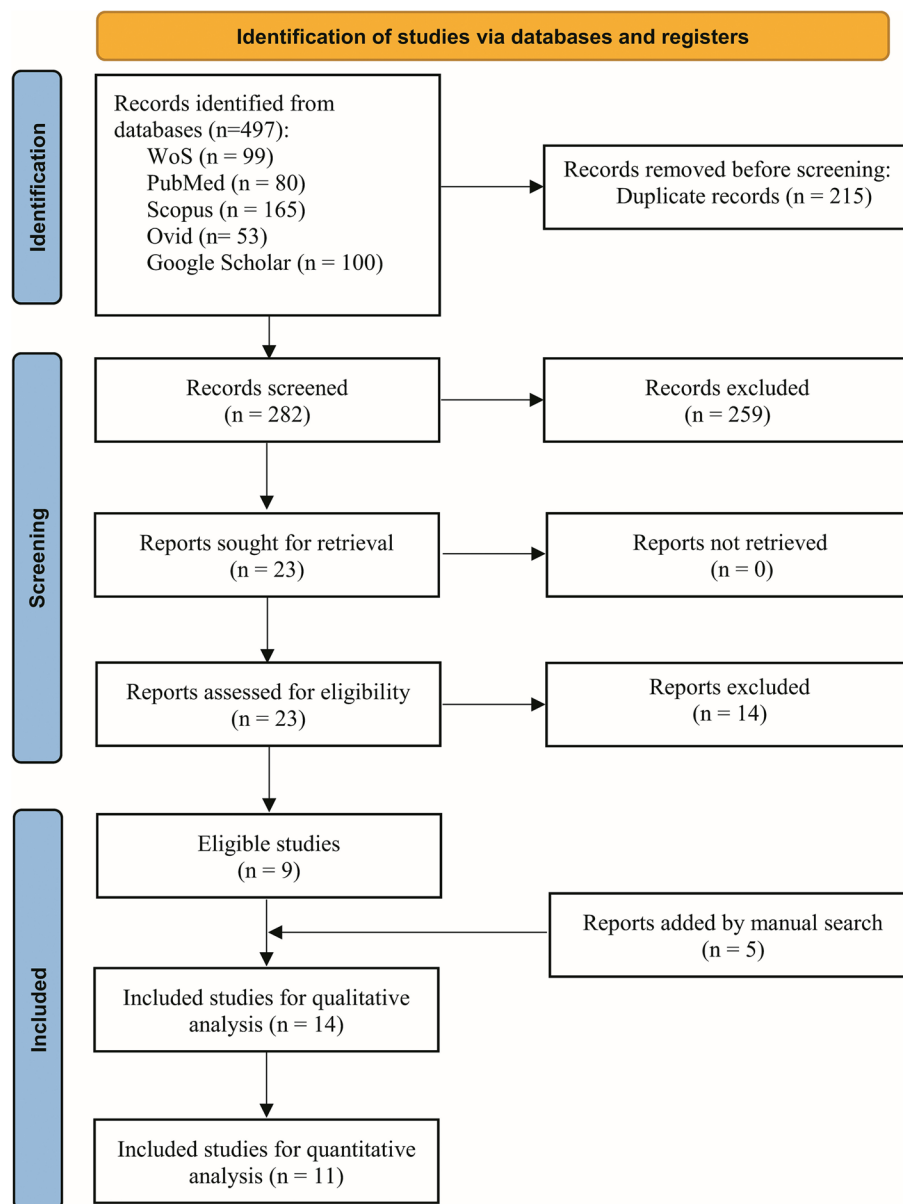 Identification of studies via databases and registers
Identification
Records identified from
databases (n=497):
WoS (n = 99)
PubMed (n = 80)
Scopus (n = 165)
Ovid (n= 53)
Google Scholar (n = 100)
Records removed before screening:
Duplicate records (n = 215)
Screening
Records screened
(n = 282)
Records excluded
(n = 259)
Reports sought for retrieval
(n = 23)
Reports not retrieved
(n = 0)
Reports assessed for eligibility
(n = 23)
Reports excluded
(n = 14)
Included
Eligible studies
(n = 9)
Reports added by manual search
(n = 5)
Included studies for qualitative
analysis (n = 14)
Included studies for quantitative
analysis (n = 11)